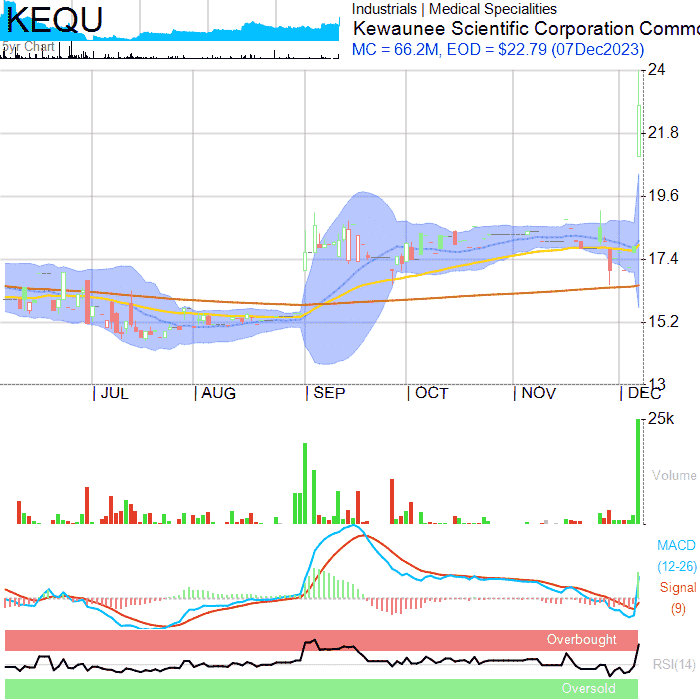 KEQU
5yr Chart
Industrials | Medical Specialities
Kewaunee Scientific Corporation Commo
MC = 66.2M, EOD = $22.79 (07Dec2023)
24
21.8
19.6
17.4
15.2
13
JUL
AUG
SEP
OCT
NOV
DEC
25k
Volume
MACD
(12-26)
Signal
(9)
Overbought
RSI(14)
Oversold